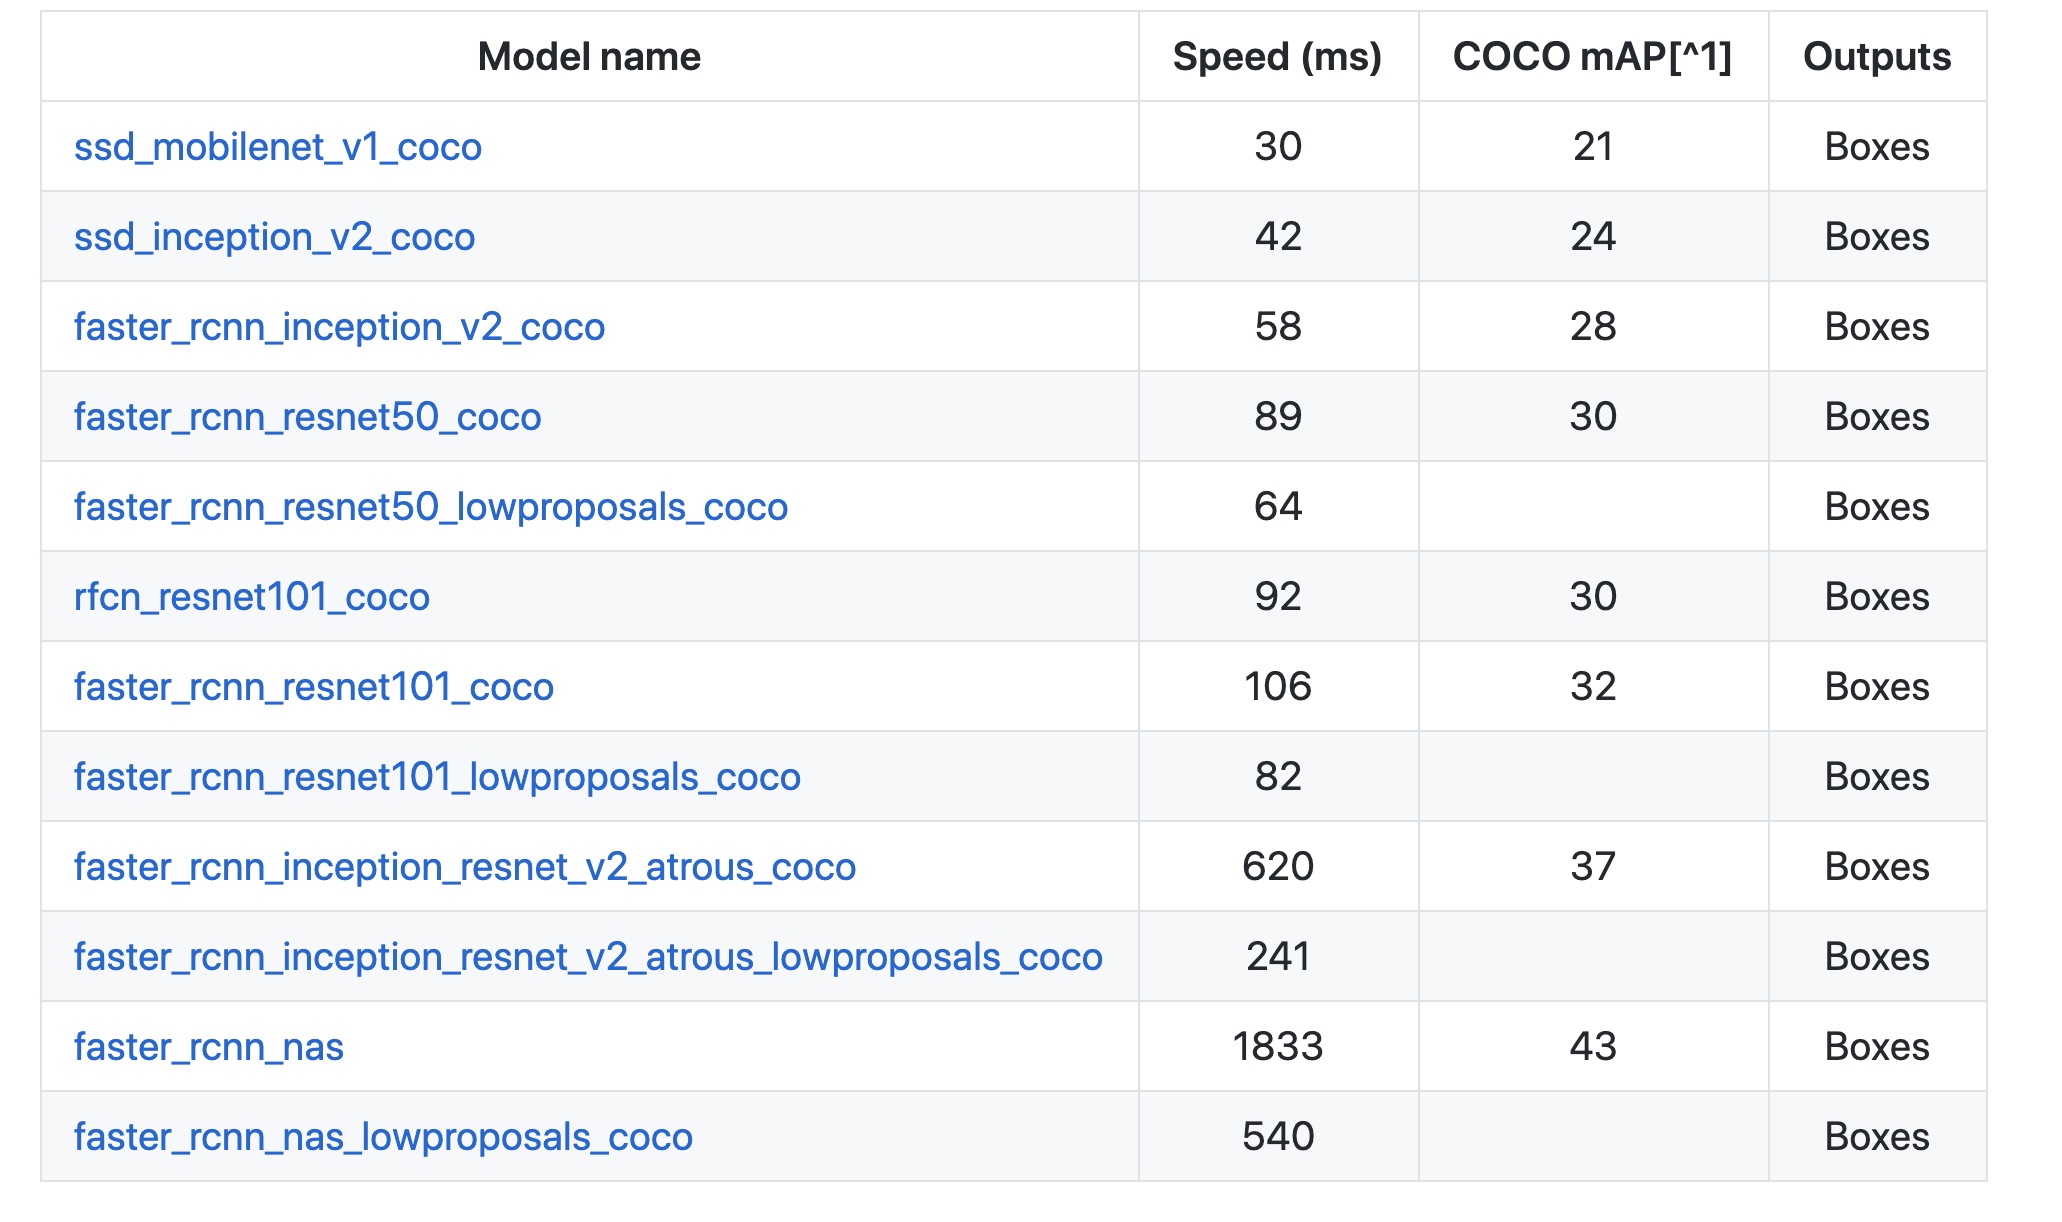 Model name Speed (ms) COCO mAP[^1] Outputs
ssd_mobilenet_v1_coco 30 21 Boxes
ssd_inception_v2_coco 42 24 Boxes
faster_rcnn_inception_v2_coco 58 28 Boxes
faster_rcnn_resnet50_coco 89 30 Boxes
faster_rcnn_resnet50_lowproposals_coco 64 Boxes
rfcn_resnet101_coco 92 30 Boxes
faster_rcnn_resnet101_coco 106 32 Boxes
faster_rcnn_resnet101_lowproposals_coco 82 Boxes
faster_rcnn_inception_resnet_v2_atrous_coco 620 37 Boxes
faster_rcnn_inception_resnet_v2_atrous_lowproposals_coco 241 Boxes
faster_rcnn_nas 1833 43 Boxes
faster_rcnn_nas_lowproposals_coco 540 Boxes